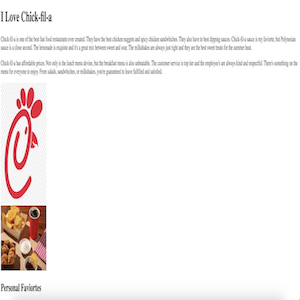 I Love Chick-fil-a
Chick-fil-a is one of the best fast food restaurants ever created. They have the best chicken nuggets and spicy chicken sandwhiches. They also have to best dipping sauces. Chick-fil-a sauce is my favorite, but Polynesian
sauce is a close second. The lemonade is exquisite and it's a great mix between sweet and sour. The milkshakes are always just right and they are the best sweet treats for the summer heat.
Chick-fil-a has affordable prices. Not only is the lunch menu divine, but the breakfast menu is also unbeatable. The customer service is top tier and the employee's are always kind and respectful. There's something on the
menu for everyone to enjoy. From salads, sandwhiches, or milkshakes, you're guaranteed to leave fulfilled and satisfied.
Personal Favorites